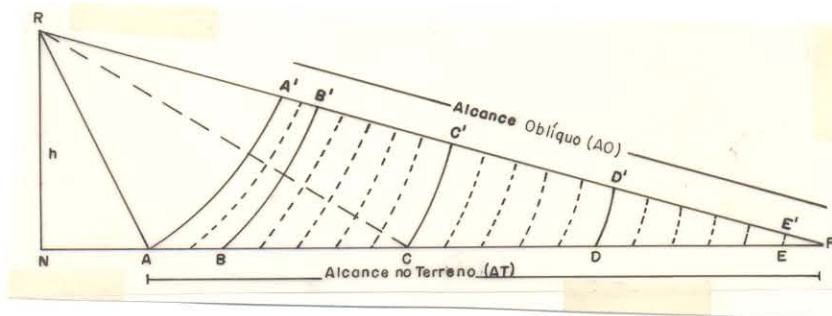 R
A'
B'
Alcance Oblíquo (AO)
C'
h
D'
E'
N A B C D E F
Alcance no Terreno (AT)